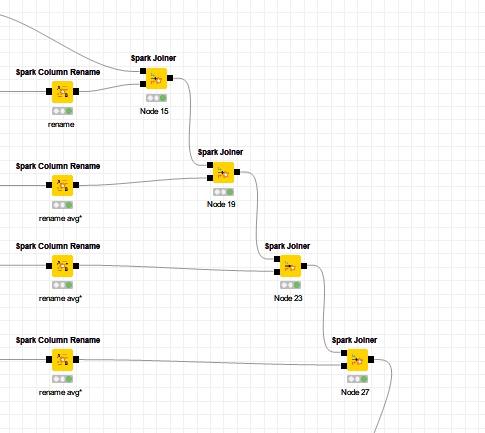 Spark Joiner
Spark Column Rename
Node 15
rename
Spark Joiner
Spark Column Rename
Node 19
rename avg*
Spark Column Rename
Spark Joiner
rename avg*
Node 23
Spark Column Rename
Spark Joiner
rename avg*
Node 27